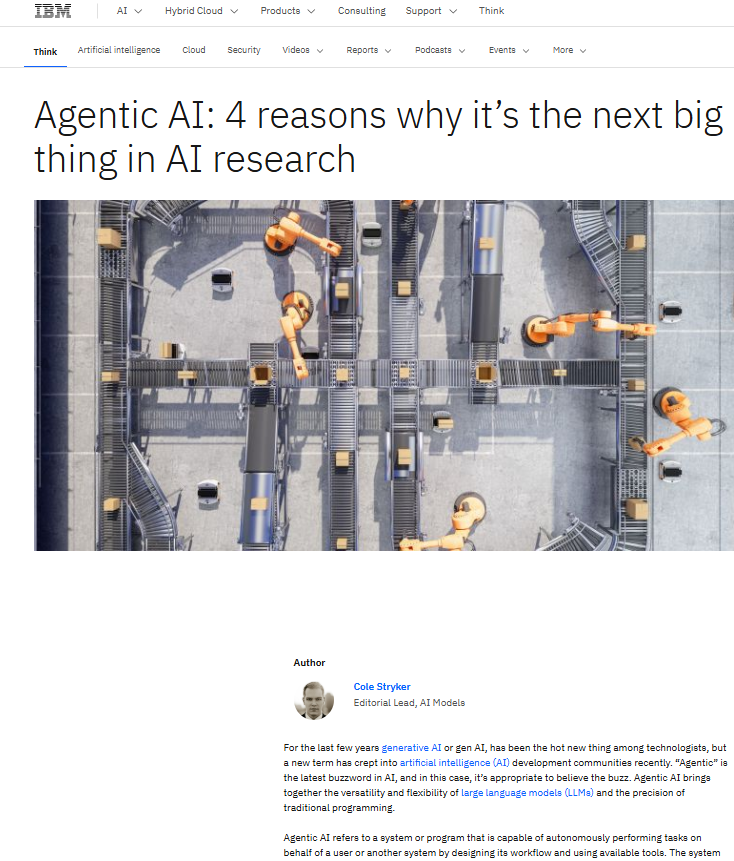 IBM
AI
Hybrid Cloud
Products
Consulting
Support
Think
Think
Artificial intelligence
Cloud
Security
Videos
Reports
Podcasts
Events
More
Agentic AI: 4 reasons why it’s the next big
thing in AI research
Author
Cole Stryker
Editorial Lead, AI Models
For the last few years generative AI or gen AI, has been the hot new thing among technologists, but
a new term has crept into artificial intelligence (AI) development communities recently. “Agentic” is
the latest buzzword in AI, and in this case, it’s appropriate to believe the buzz. Agentic AI brings
together the versatility and flexibility of large language models (LLMs) and the precision of
traditional programming.
Agentic AI refers to a system or program that is capable of autonomously performing tasks on
behalf of a user or another system by designing its workflow and using available tools. The system